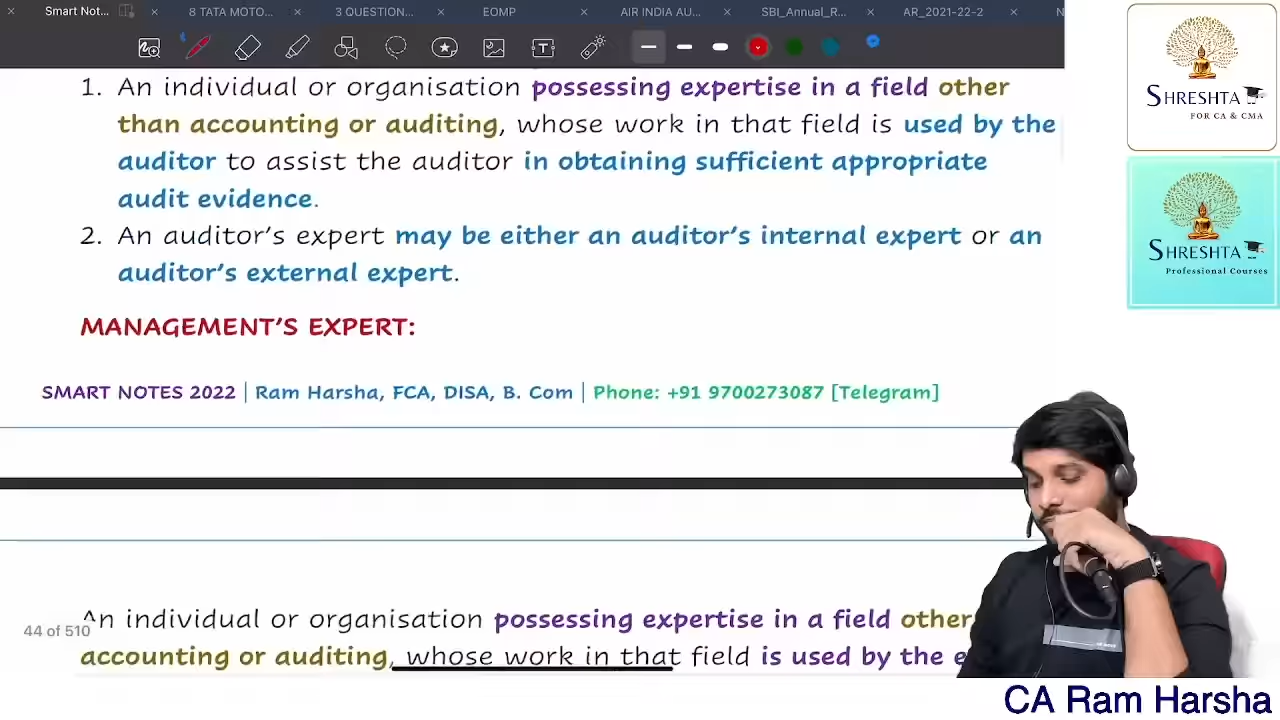 Smart Not...
8 TATA MOTO...
3 QUESTION...
EOMP
AIR INDIA AU...
SBI_Annual_R...
AR_2021-22-2
N
1. An individual or organisation possessing expertise in a field other
than accounting or auditing, whose work in that field is used by the
auditor to assist the auditor in obtaining sufficient appropriate
audit evidence.
2. An auditor's expert may be either an auditor's internal expert or an
auditor's external expert.
MANAGEMENT'S EXPERT:
SMART NOTES 2022 | Ram Harsha, FCA, DISA, B. Com | Phone: +91 9700273087 [Telegram]
An individual or organisation possessing expertise in a field other
44 of 510
accounting or auditing, whose work in that field is used by the e
SHRESHTA
FOR CA & CMA
SHRESHTA
Professional Courses
CA Ram Harsha